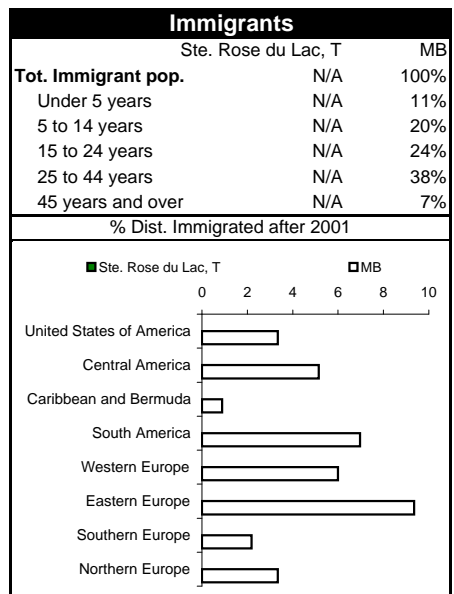 Immigrants
Ste. Rose du Lac, T MB
Tot. Immigrant pop. N/A 100%
Under 5 years N/A 11%
5 to 14 years N/A 20%
15 to 24 years N/A 24%
25 to 44 years N/A 38%
45 years and over N/A 7%
% Dist. Immigrated after 2001
Ste. Rose du Lac, T MB
0 2 4 6 8 10
United States of America
Central America
Caribbean and Bermuda
South America
Western Europe
Eastern Europe
Southern Europe
Northern Europe